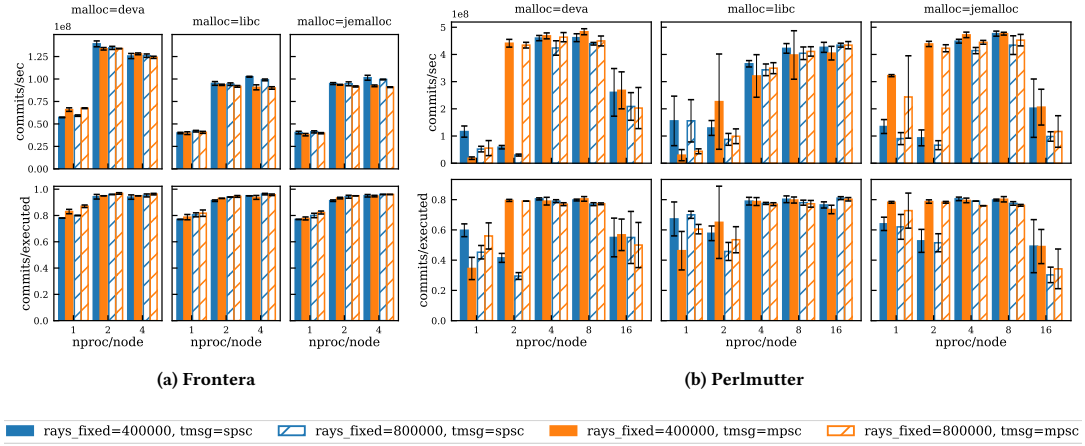 malloc=deva malloc=libc malloc=jemalloc
1e8
commits/sec
1.25
1.00
0.75
0.50
0.25
0.00
commits/executed
1.0
0.8
0.6
0.4
0.2
0.0
1 2 4 1 2 4 1 2 4
nproc/node nproc/node nproc/node
(a) Frontera
malloc=deva malloc=libc malloc=jemalloc
1e8
commits/sec
5
4
3
2
1
0
commits/executed
0.8
0.6
0.4
0.2
0.0
1 2 4 8 16 1 2 4 8 16 1 2 4 8 16
nproc/node nproc/node nproc/node
(b) Perlmutter
rays_fixed=400000, tmsg=spsc rays_fixed=800000, tmsg=spsc rays_fixed=400000, tmsg=mpsc rays_fixed=800000, tmsg=mpsc